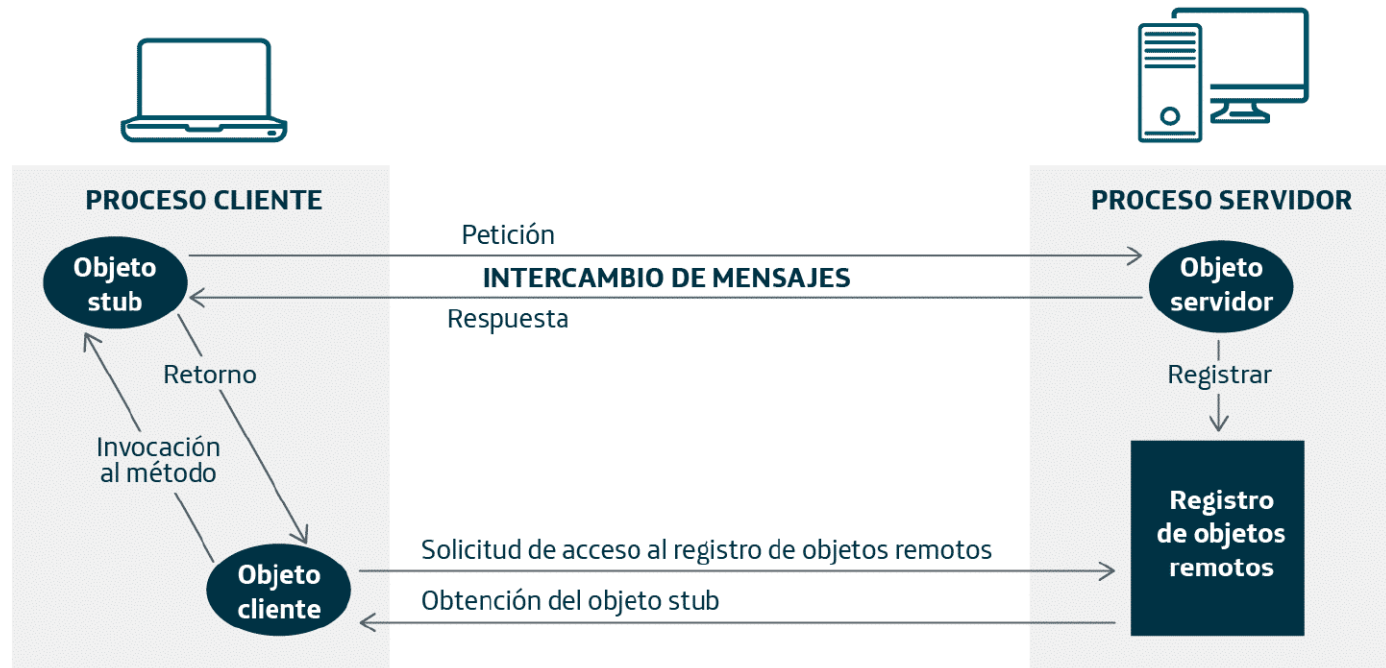 PROCESO CLIENTE
PROCESO SERVIDOR
Petición
Objeto
stub
INTERCAMBIO DE MENSAJES
Objeto
servidor
Respuesta
Retorno
Registrar
Invocación
al método
Registro
de objetos
remotos
Solicitud de acceso al registro de objetos remotos
Objeto
cliente
Obtención del objeto stub